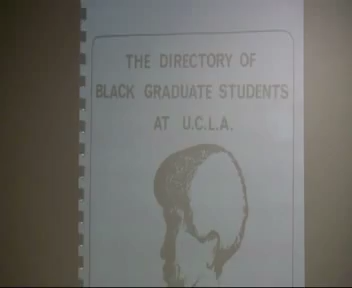 THE DIRECTORY OF
BLACK GRADUATE STUDENTS
AT U.C.L.A.